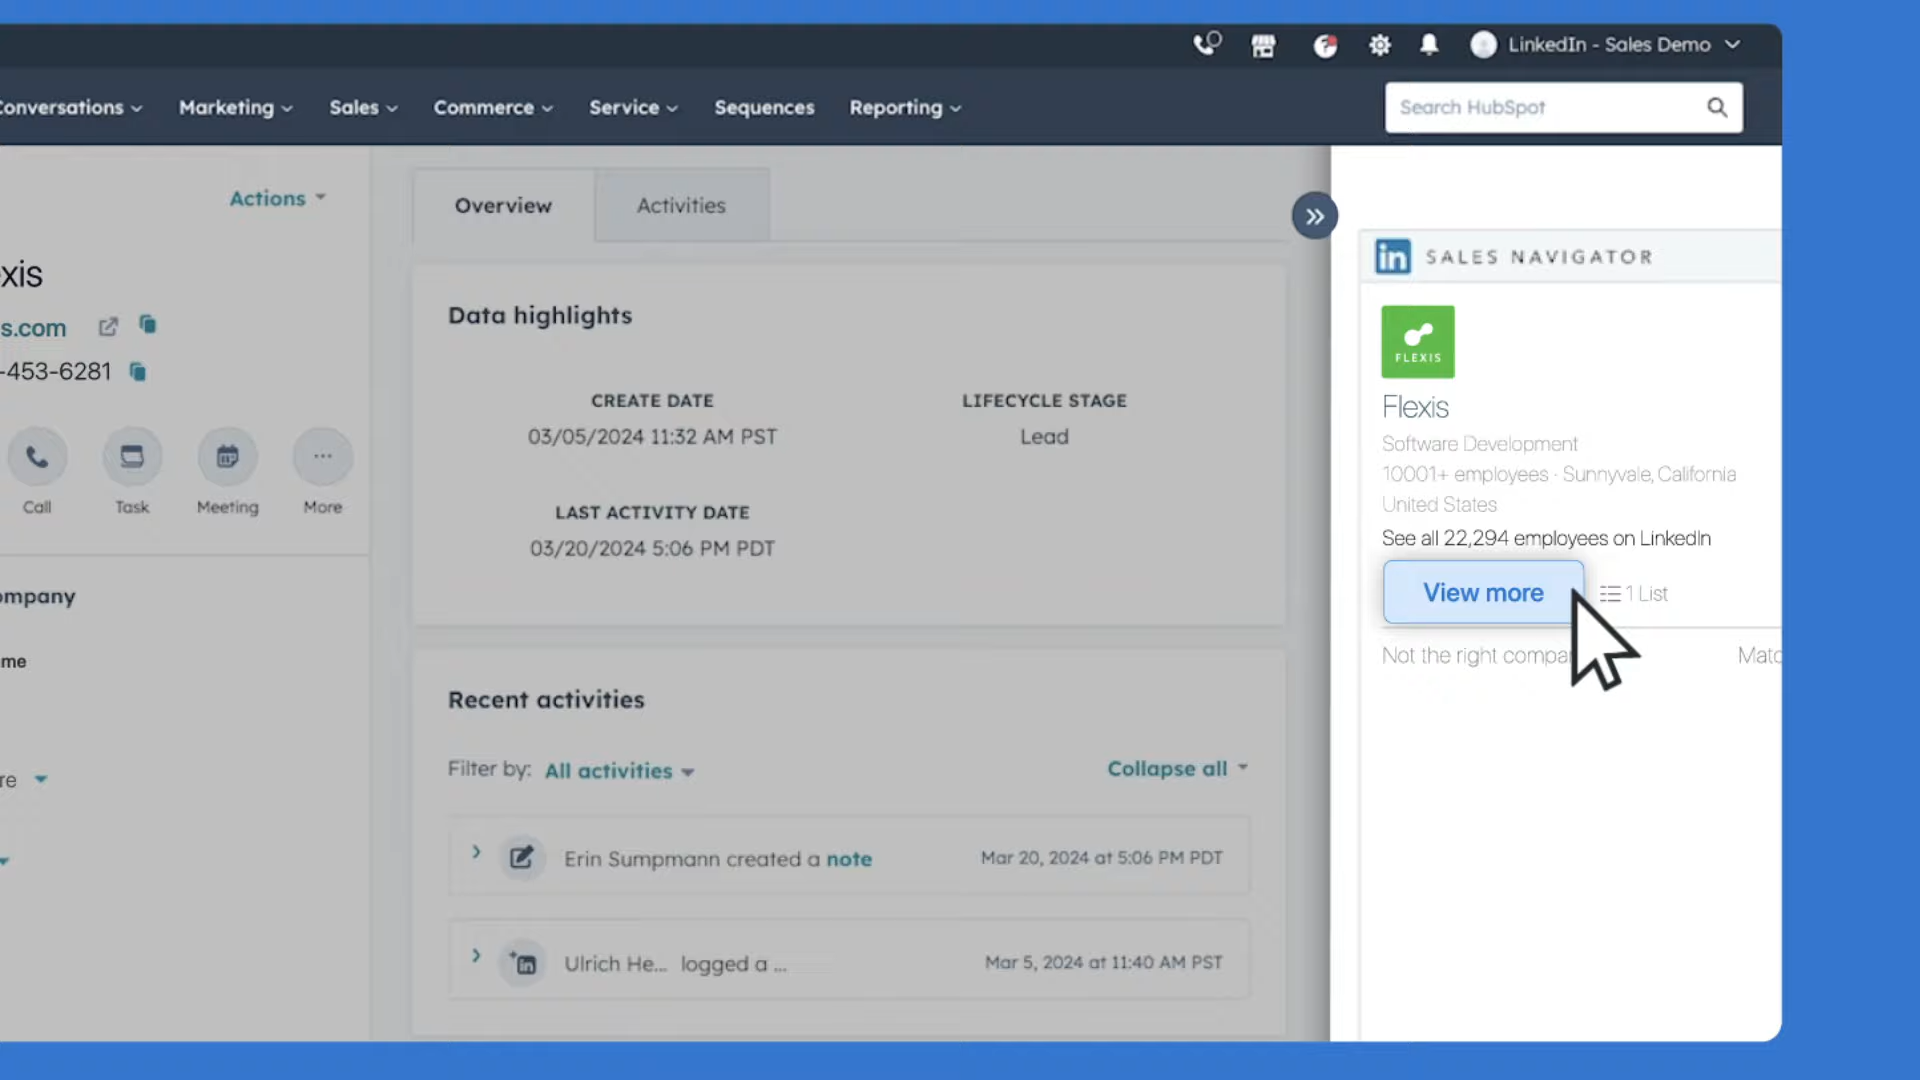 LinkedIn - Sales Demo
Conversations Marketing Sales Commerce Service Sequences Reporting
Search HubSpot
Actions
xis
s.com
-453-6281
Call Task Meeting More
ompany
me
re
Overview Activities
Data highlights
CREATE DATE LIFECYCLE STAGE
03/05/2024 11:32 AM PST Lead
LAST ACTIVITY DATE
03/20/2024 5:06 PM PDT
Recent activities
Filter by: All activities Collapse all
Erin Sumpmann created a note Mar 20, 2024 at 5:06 PM PDT
Ulrich He... logged a ... Mar 5, 2024 at 11:40 AM PST
in SALES NAVIGATOR
FLEXIS
Flexis
Software Development
10001+ employees · Sunnyvale, California
United States
See all 22,294 employees on LinkedIn
View more 1 List
Not the right compa Matc